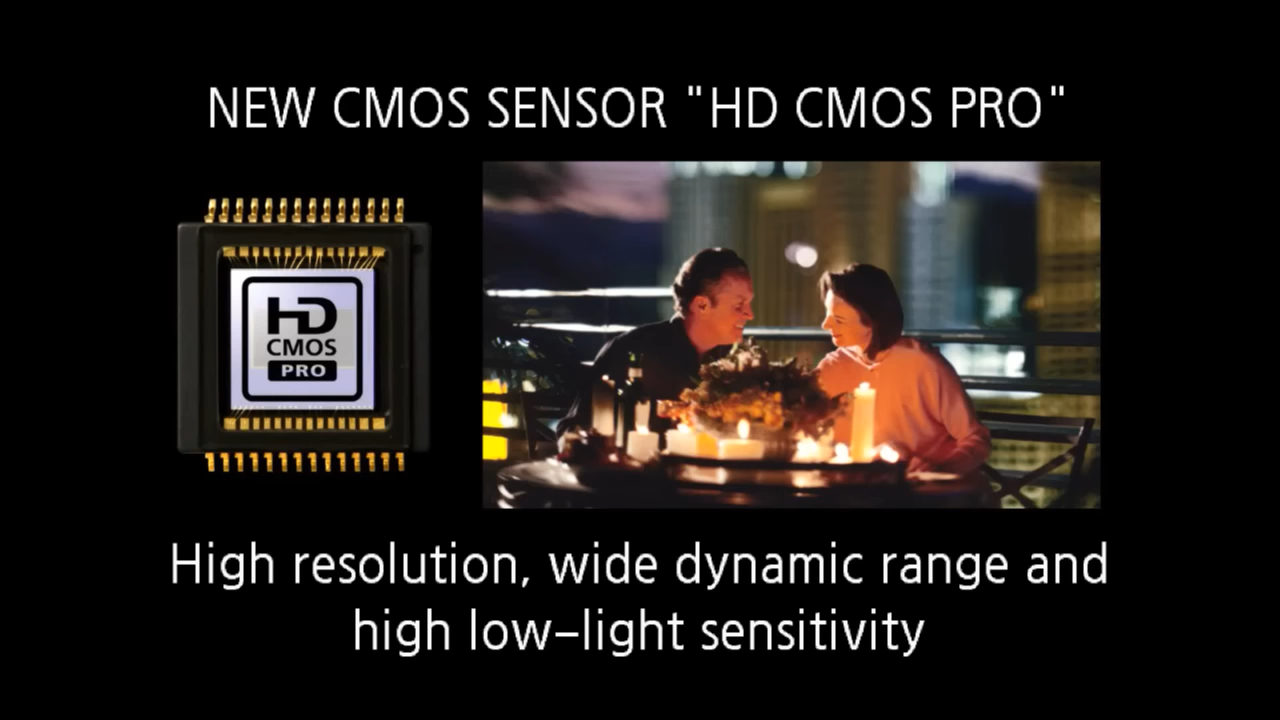 NEW CMOS SENSOR "HD CMOS PRO"
HD
CMOS
PRO
High resolution, wide dynamic range and
high low–light sensitivity